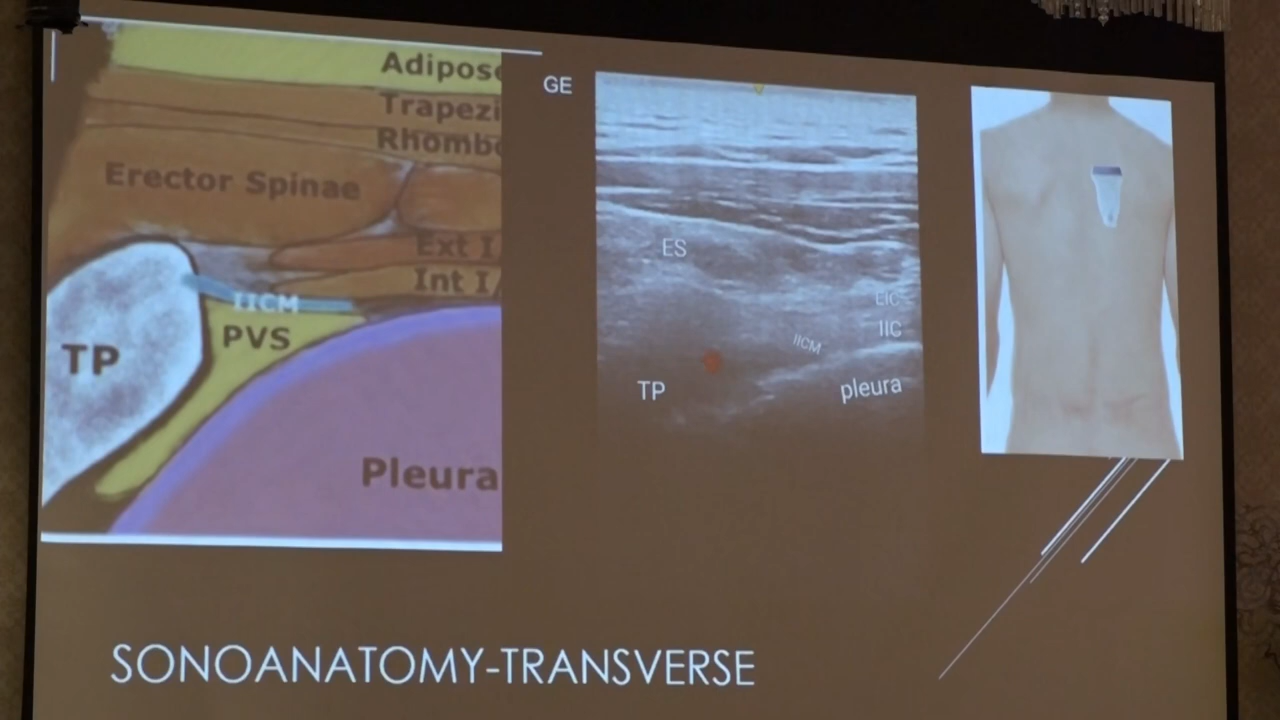 Adipose
Trapezi
Rhombo
Erector Spinae
Ext I
Int I
IICM
PVS
TP
Pleura
GE
ES
EIC
IIC
IICM
TP
pleura
SONOANATOMY-TRANSVERSE